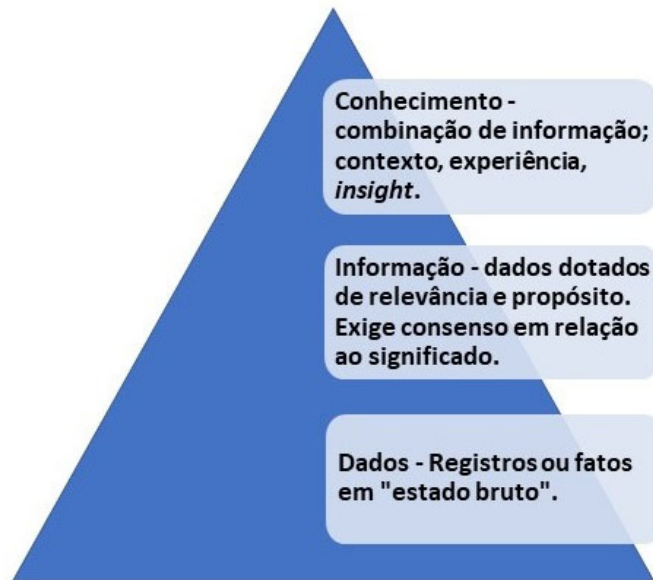 Conhecimento -
combinação de informação;
contexto, experiência,
insight.
Informação - dados dotados
de relevância e propósito.
Exige consenso em relação
ao significado.
Dados - Registros ou fatos
em "estado bruto".